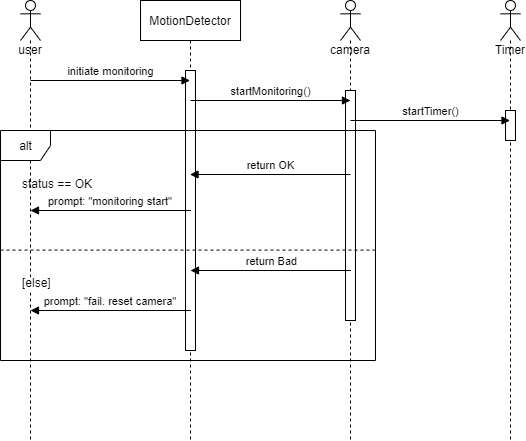 MotionDetector
user
camera
Timer
initiate monitoring
startMonitoring()
startTimer()
alt
return OK
status == OK
prompt: "monitoring start"
return Bad
[else]
prompt: "fail. reset camera"